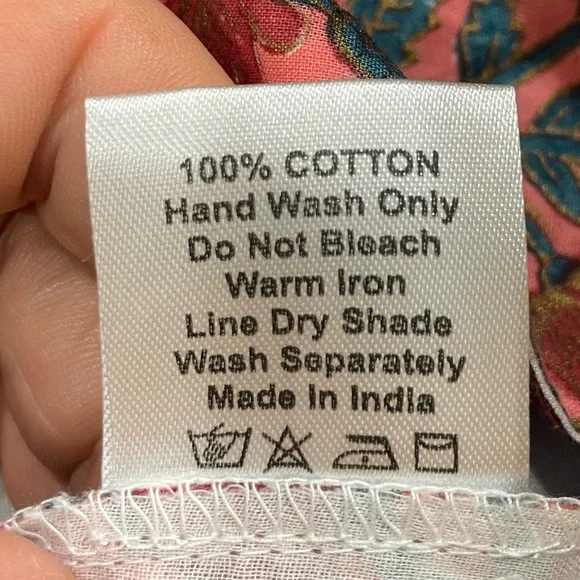 100% COTTON
Hand Wash Only
Do Not Bleach
Warm Iron
Line Dry Shade
Wash Separately
Made In India